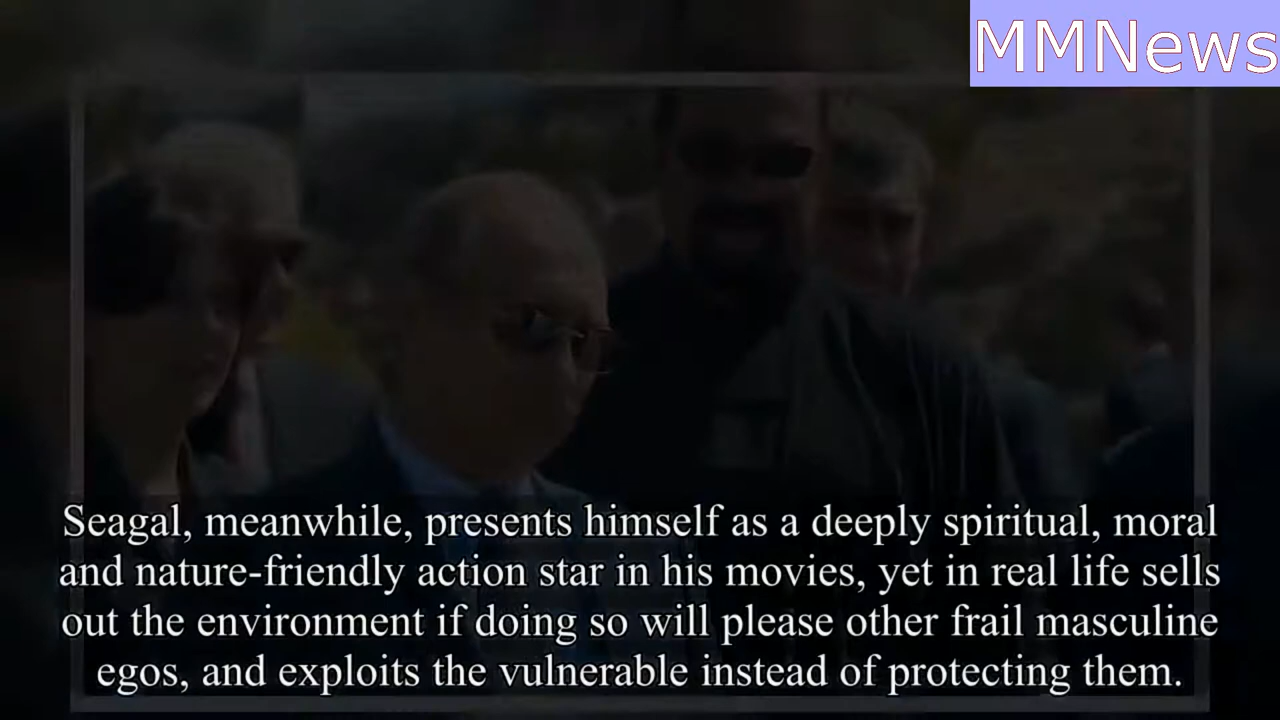 MMNews
Seagal, meanwhile, presents himself as a deeply spiritual, moral
and nature-friendly action star in his movies, yet in real life sells
out the environment if doing so will please other frail masculine
egos, and exploits the vulnerable instead of protecting them.